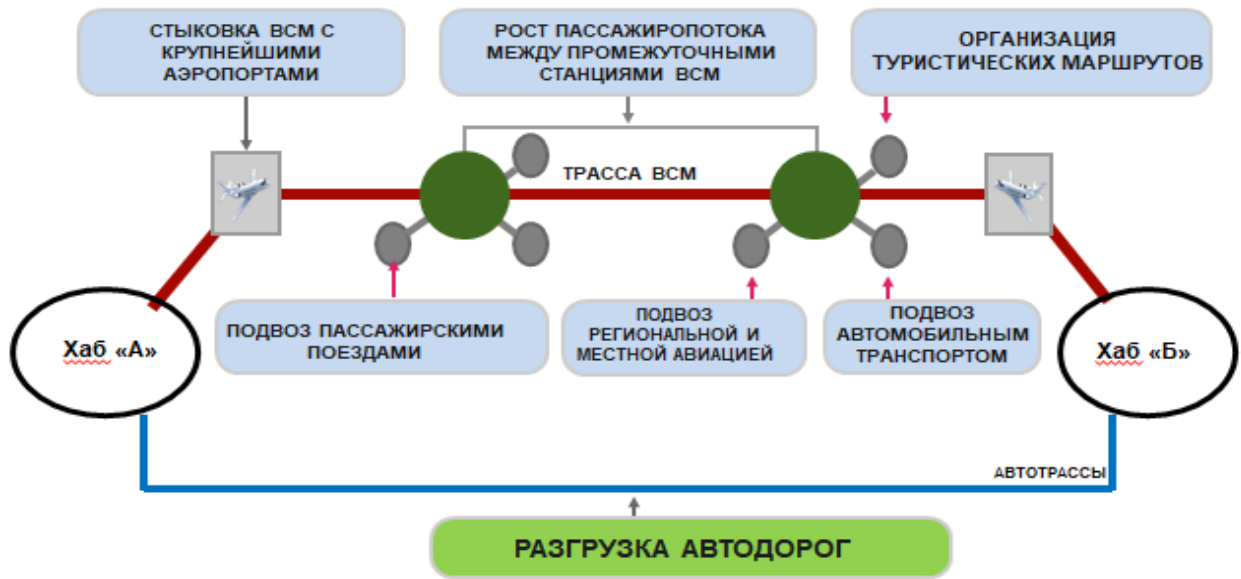 СТЫКОВКА ВСМ С
КРУПНЕЙШИМИ
АЭРОПОРТАМИ
РОСТ ПАССАЖИРОПОТОКА
МЕЖДУ ПРОМЕЖУТОЧНЫМИ
СТАНЦИЯМИ ВСМ
ОРГАНИЗАЦИЯ
ТУРИСТИЧЕСКИХ МАРШРУТОВ
ТРАССА ВСМ
Хаб «А»
ПОДВОЗ ПАССАЖИРСКИМИ
ПОЕЗДАМИ
ПОДВОЗ
РЕГИОНАЛЬНОЙ И
МЕСТНОЙ АВИАЦИЕЙ
ПОДВОЗ
АВТОМОБИЛЬНЫМ
ТРАНСПОРТОМ
Хаб «Б»
АВТОТРАССЫ
РАЗГРУЗКА АВТОДОРОГ